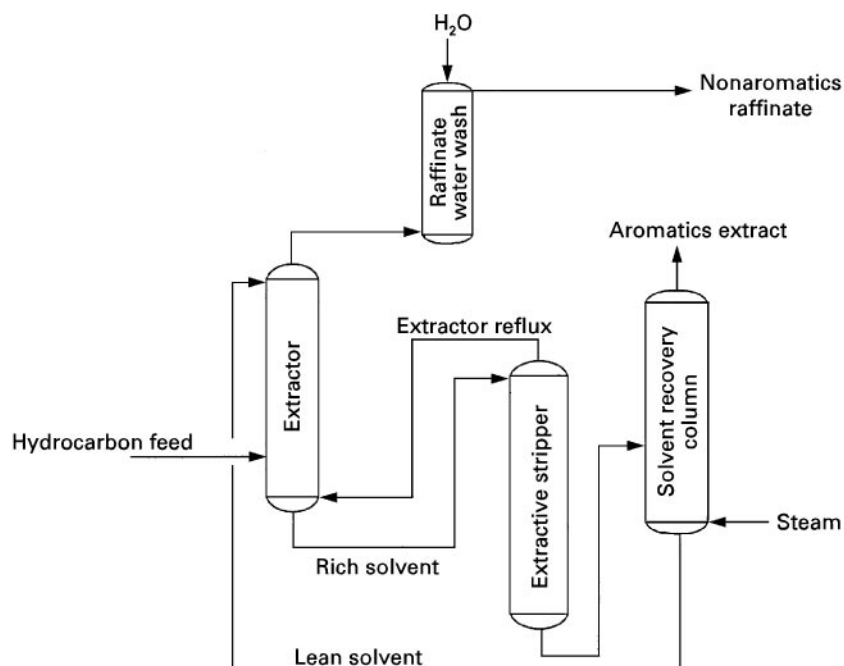 H₂O
Nonaromatics
raffinate
Raffinate
water wash
Aromatics extract
Extractor reflux
Extractor
Solvent recovery
column
Hydrocarbon feed
Extractive stripper
Steam
Rich solvent
Lean solvent